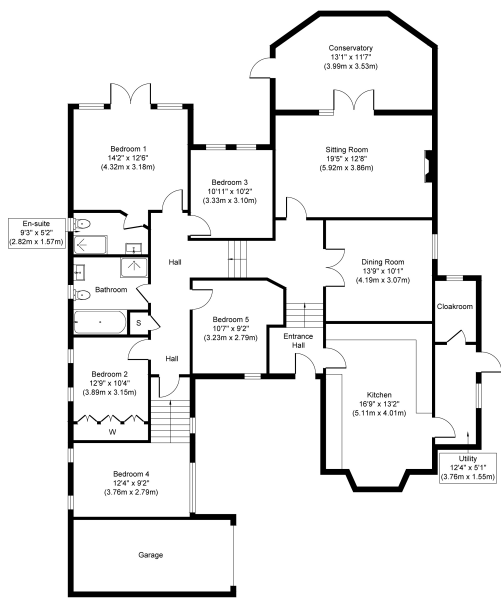 Conservatory
13'1" x 11'7"
(3.99m x 3.53m)
Bedroom 1
14'2" x 12'6"
(4.32m x 3.18m)
Bedroom 3
10'11" x 10'2"
(3.33m x 3.10m)
Sitting Room
19'5" x 12'8"
(5.92m x 3.86m)
En-suite
9'3" x 5'2"
(2.82m x 1.57m)
Hall
Dining Room
13'9" x 10'1"
(4.19m x 3.07m)
Bathroom
Cloakroom
S
Bedroom 5
10'7" x 9'2"
(3.23m x 2.79m)
Entrance
Hall
Hall
Bedroom 2
12'9" x 10'4"
(3.89m x 3.15m)
Kitchen
16'9" x 13'2"
(5.11m x 4.01m)
W
Utility
12'4" x 5'1"
(3.76m x 1.55m)
Bedroom 4
12'4" x 9'2"
(3.76m x 2.79m)
Garage